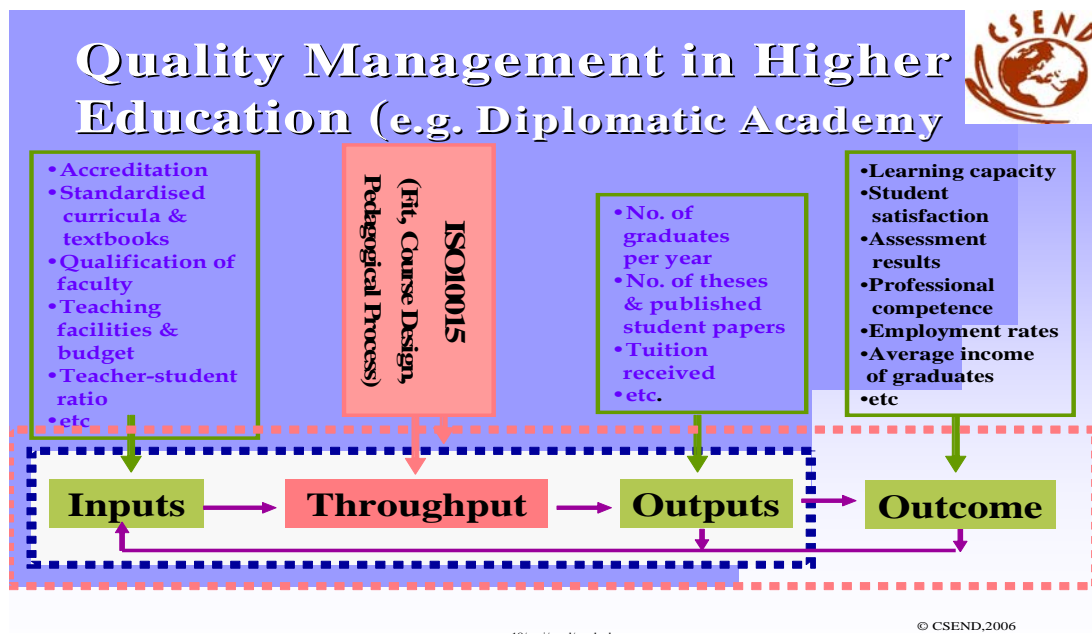 CSEND
Quality Management in Higher
Education (e.g. Diplomatic Academy
•Accreditation
•Standardised
curricula &
textbooks
•Qualification of
faculty
•Teaching
facilities &
budget
•Teacher-student
ratio
•etc
ISO10015
(Fit, Course Design,
Pedagogical Process)
•No. of
graduates
per year
•No. of theses
& published
student papers
•Tuition
received
•etc.
•Learning capacity
•Student
satisfaction
•Assessment
results
•Professional
competence
•Employment rates
•Average income
of graduates
•etc
Inputs
Throughput
Outputs
Outcome
© CSEND,2006